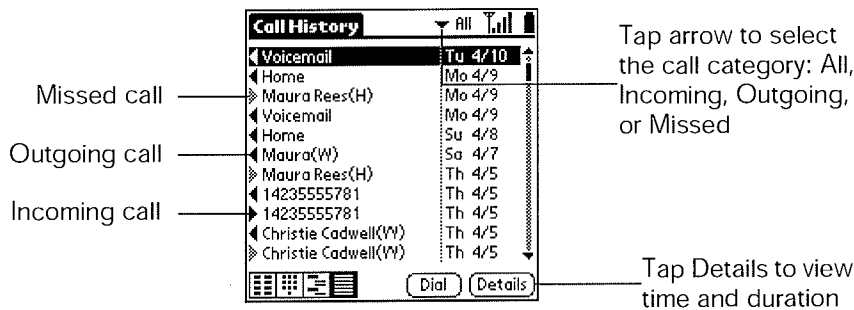 Call History
All
Voicemail Tu 4/10
Home Mo 4/9
Maura Rees(H) Mo 4/9
Voicemail Mo 4/9
Home Su 4/8
Maura(W) Sa 4/7
Maura Rees(H) Th 4/5
14235555781 Th 4/5
14235555781 Th 4/5
Christie Cadwell(W) Th 4/5
Christie Cadwell(W) Th 4/5
Dial
Details
Missed call
Outgoing call
Incoming call
Tap arrow to select
the call category: All,
Incoming, Outgoing,
or Missed
Tap Details to view
time and duration